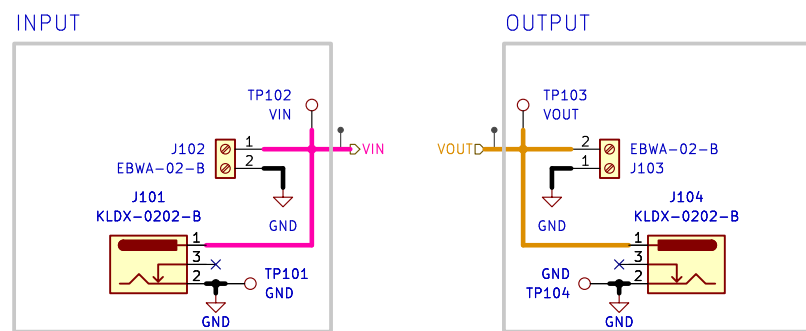 INPUT
TP102
VIN
J102
1
VIN
EBWA-02-B
2
J101
KLDX-0202-B
GND
1
3
2
TP101
GND
GND
OUTPUT
TP103
VOUT
VOUT
2
EBWA-02-B
1
J103
J104
KLDX-0202-B
GND
1
3
2
GND
TP104
GND